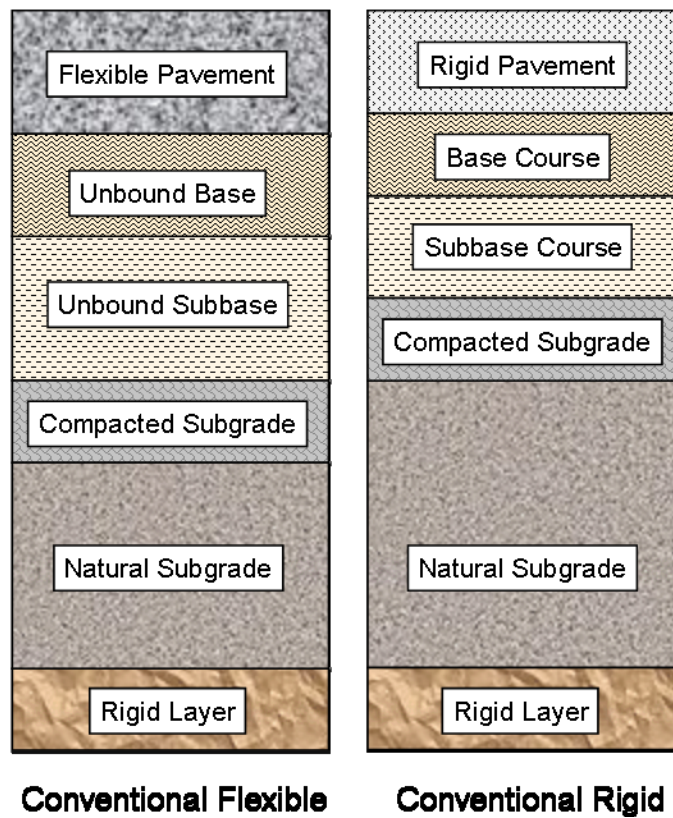 Flexible Pavement
Unbound Base
Unbound Subbase
Compacted Subgrade
Natural Subgrade
Rigid Layer
Conventional Flexible
Rigid Pavement
Base Course
Subbase Course
Compacted Subgrade
Natural Subgrade
Rigid Layer
Conventional Rigid